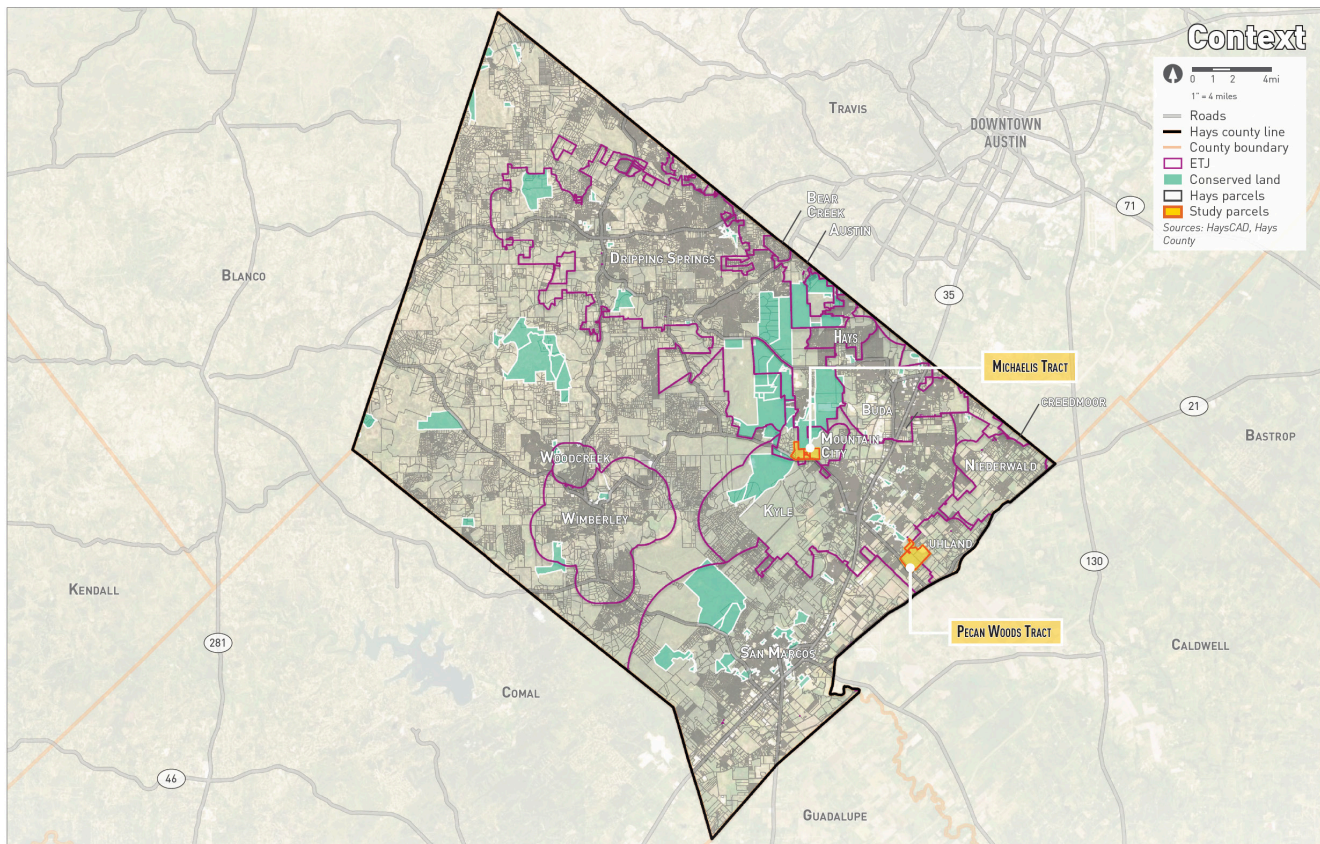 Context
0 1 2 4mi
1" = 4 miles
Roads
Hays county line
County boundary
ETJ
Conserved land
Hays parcels
Study parcels
Sources: HaysCAD, Hays
County
TRAVIS
DOWNTOWN
AUSTIN
71
BEAR
CREEK
AUSTIN
DRIPPING SPRINGS
BLANCO
35
HAYS
MICHAELIS TRACT
CREEDMOOR
21
BUDA
BASTROP
MOUNTAIN
CITY
WOODCREEK
NIEDERWALD
KYLE
WIMBERLEY
UHLAND
130
KENDALL
PECAN WOODS TRACT
281
SAN MARCOS
CALDWELL
COMAL
46
GUADALUPE